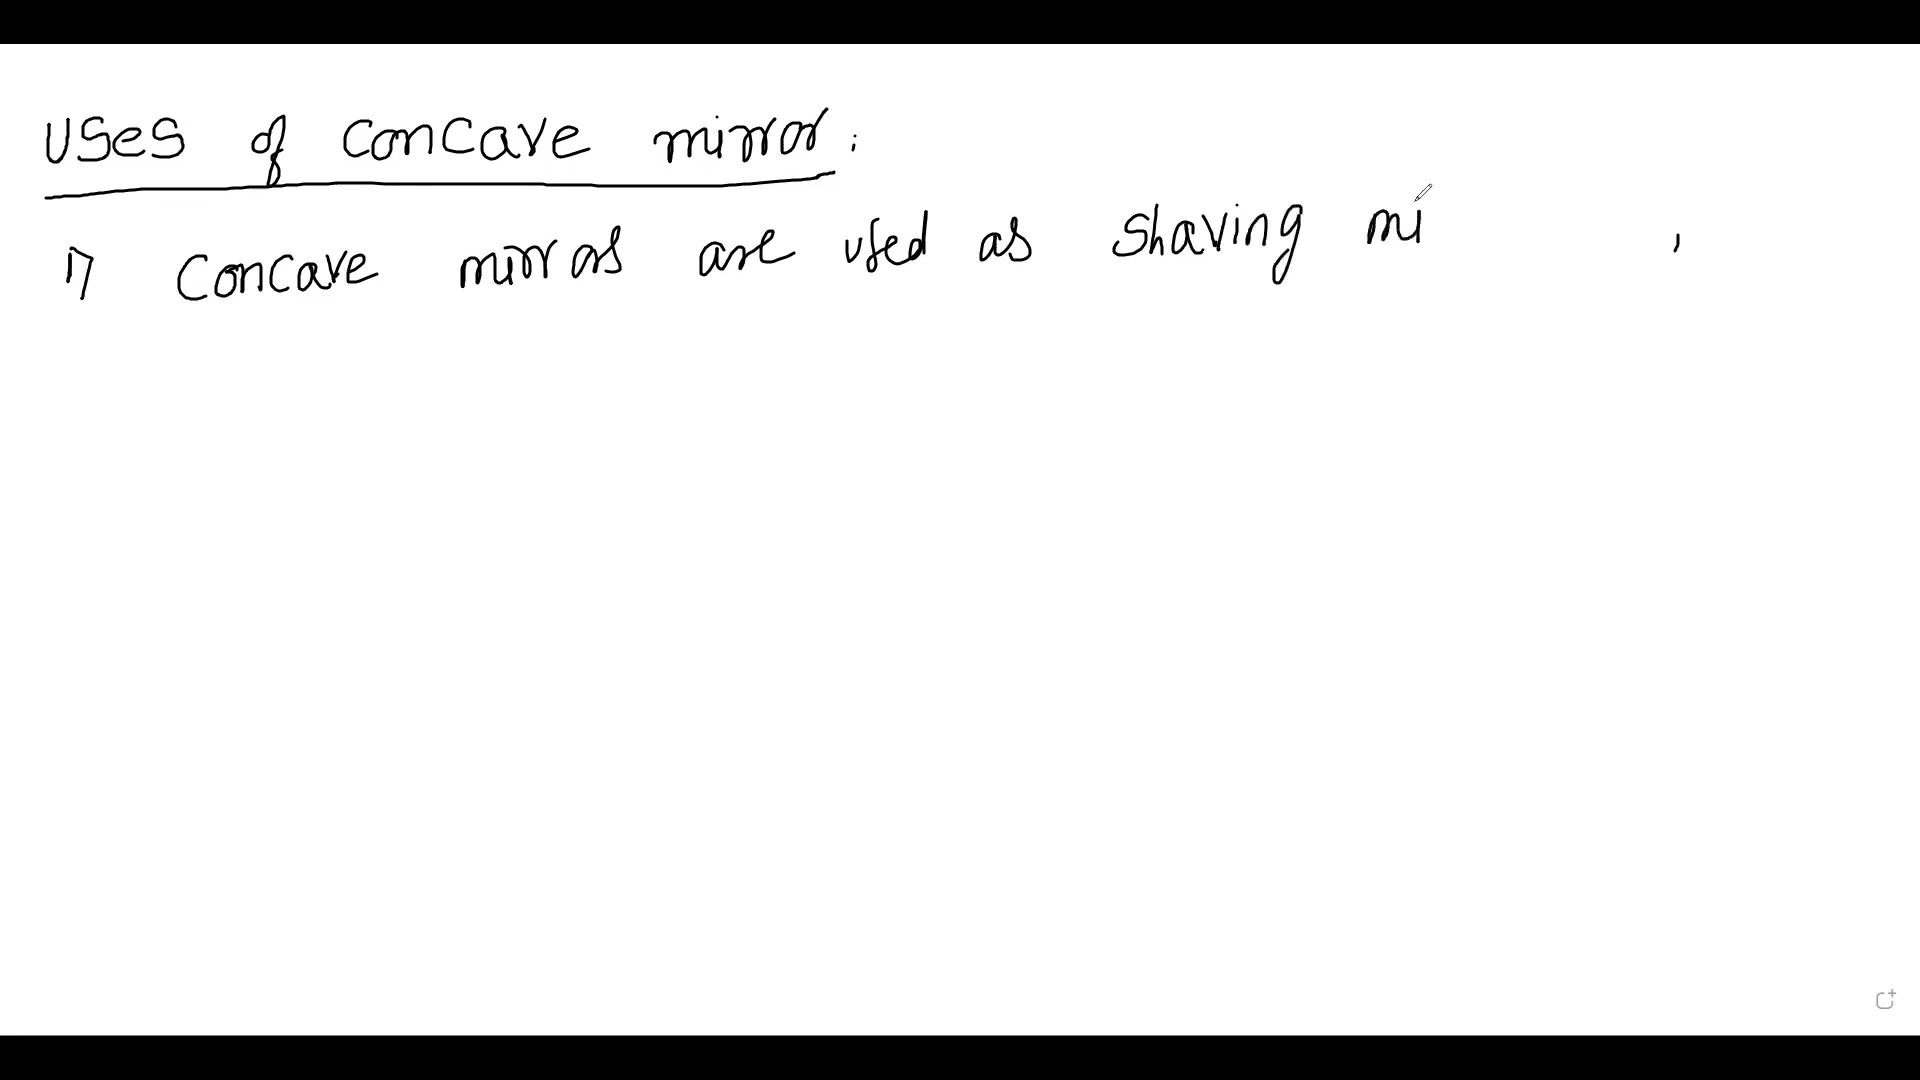 Uses of concave mirror:
1) Concave mirrors are used as shaving mi ,